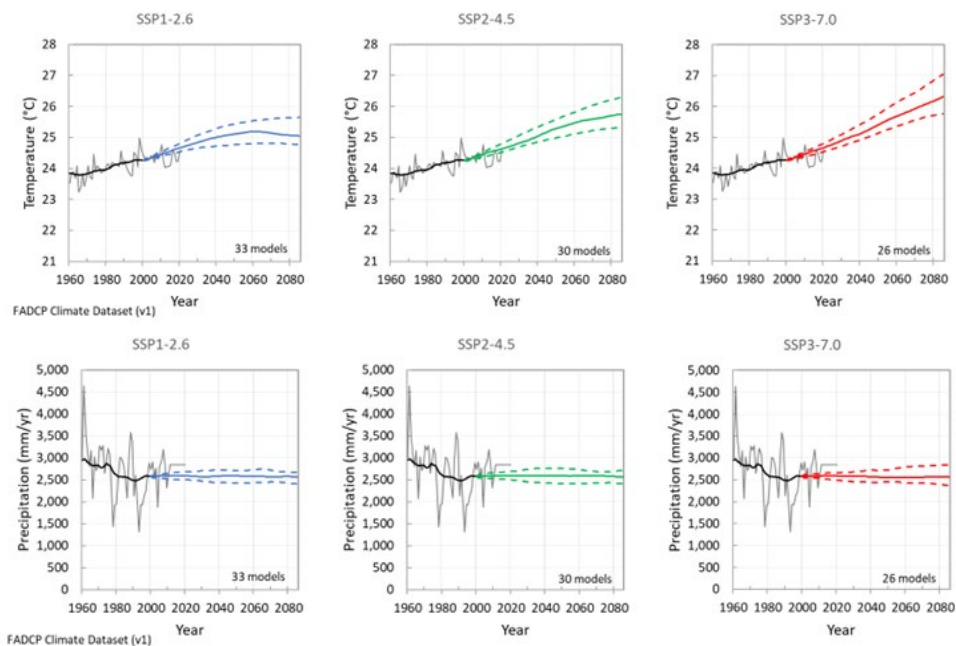 SSP1-2.6
SSP2-4.5
SSP3-7.0
28
27
26
25
24
23
22
21
Temperature (°C)
33 models
1960 1980 2000 2020 2040 2060 2080
Year
28
27
26
25
24
23
22
21
Temperature (°C)
30 models
1960 1980 2000 2020 2040 2060 2080
Year
28
27
26
25
24
23
22
21
Temperature (°C)
26 models
1960 1980 2000 2020 2040 2060 2080
Year
FADCP Climate Dataset (v1)
SSP1-2.6
SSP2-4.5
SSP3-7.0
5,000
4,500
4,000
3,500
3,000
2,500
2,000
1,500
1,000
500
0
Precipitation (mm/yr)
33 models
1960 1980 2000 2020 2040 2060 2080
Year
5,000
4,500
4,000
3,500
3,000
2,500
2,000
1,500
1,000
500
0
Precipitation (mm/yr)
30 models
1960 1980 2000 2020 2040 2060 2080
Year
5,000
4,500
4,000
3,500
3,000
2,500
2,000
1,500
1,000
500
0
Precipitation (mm/yr)
26 models
1960 1980 2000 2020 2040 2060 2080
Year
FADCP Climate Dataset (v1)